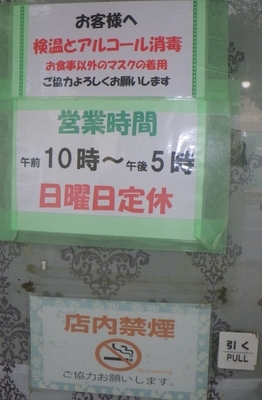 お客様へ
検温とアルコール消毒
お食事以外のマスクの着用
ご協力よろしくお願いします
営業時間
午前10時～午後5時
日曜日定休
引く
PULL
店内禁煙
ご協力お願いします